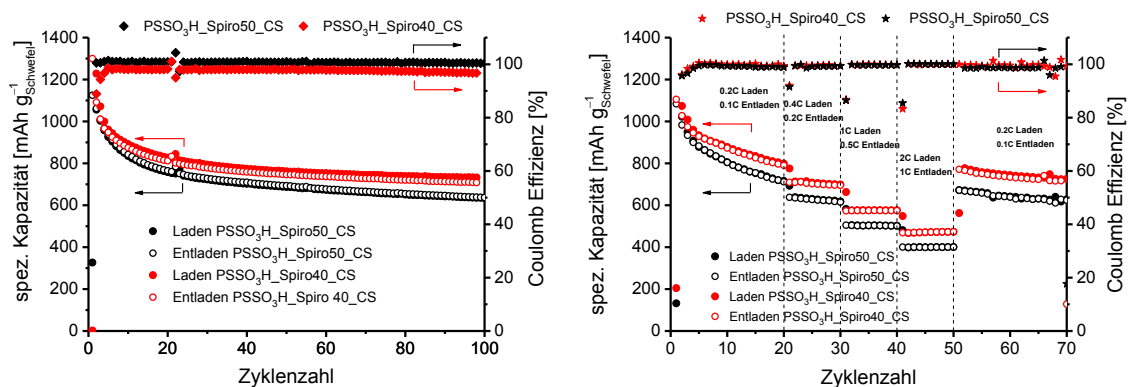 PSSO₃H_Spiro50_CS PSSO₃H_Spiro40_CS
1400
1200
1000
800
600
400
200
0
spez. Kapazität [mAh g⁻¹Schwefel]
Laden PSSO₃H_Spiro50_CS
Entladen PSSO₃H_Spiro50_CS
Laden PSSO₃H_Spiro40_CS
Entladen PSSO₃H_Spiro 40_CS
100
80
60
40
20
0
Coulomb Effizienz [%]
0 20 40 60 80 100
Zyklenzahl
PSSO₃H_Spiro40_CS PSSO₃H_Spiro50_CS
1400
1200
1000
800
600
400
200
0
spez. Kapazität [mAh g⁻¹Schwefel]
0.2C Laden
0.1C Entladen
0.4C Laden
0.2C Entladen
1C Laden
0.5C Entladen
2C Laden
1C Entladen
0.2C Laden
0.1C Entladen
Laden PSSO₃H_Spiro50_CS
Entladen PSSO₃H_Spiro50_CS
Laden PSSO₃H_Spiro40_CS
Entladen PSSO₃H_Spiro40_CS
100
80
60
40
20
0
Coulomb Effizienz [%]
0 10 20 30 40 50 60 70
Zyklenzahl